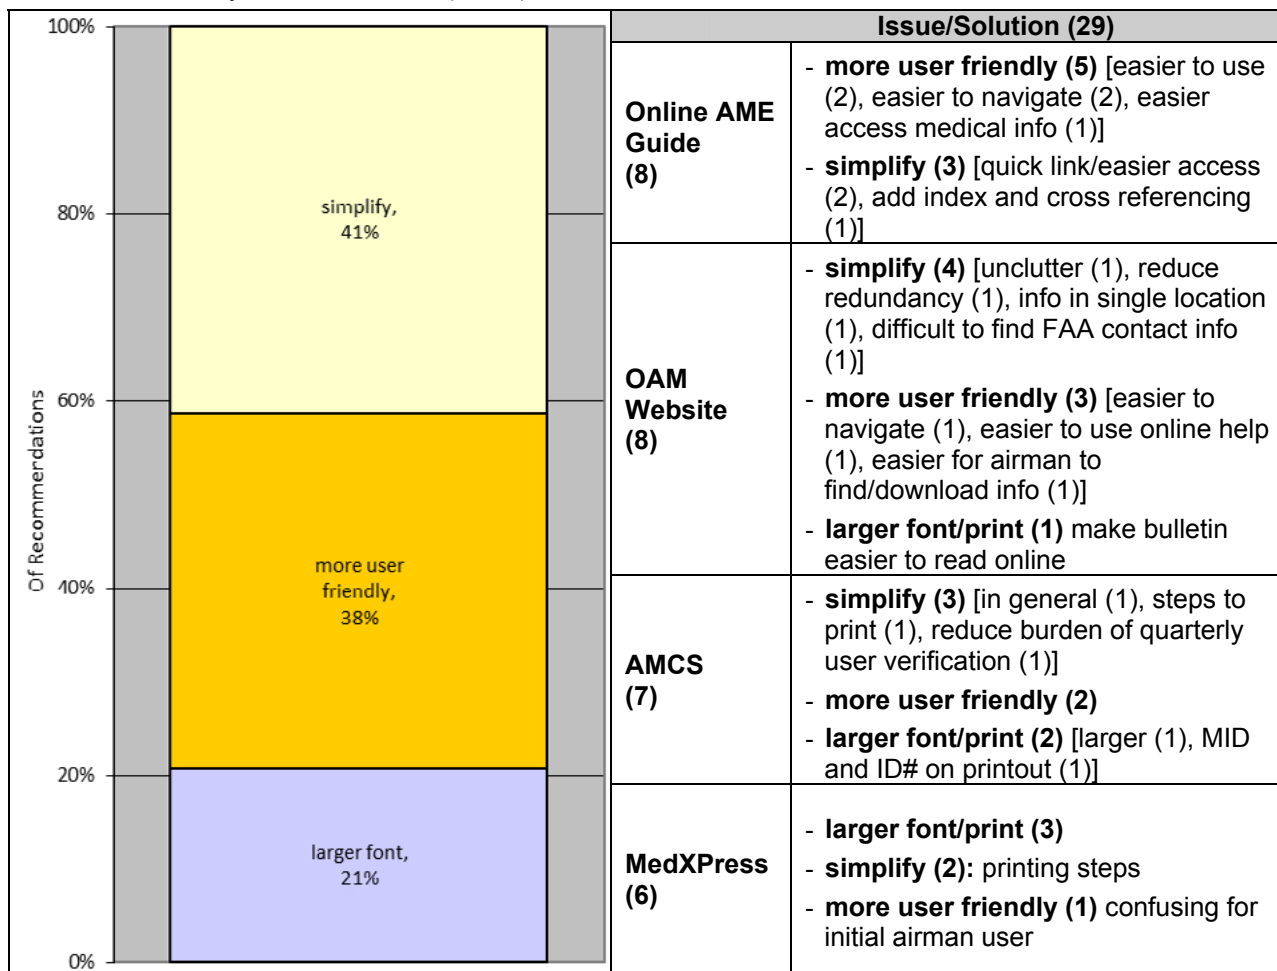 100%
80%
60%
40%
20%
0%
Of Recommendations
simplify,
41%
more user
friendly,
38%
larger font,
21%
Issue/Solution (29)
Online AME
Guide
(8)
- more user friendly (5) [easier to use
(2), easier to navigate (2), easier
access medical info (1)]
- simplify (3) [quick link/easier access
(2), add index and cross referencing
(1)]
OAM
Website
(8)
- simplify (4) [unclutter (1), reduce
redundancy (1), info in single location
(1), difficult to find FAA contact info
(1)]
- more user friendly (3) [easier to
navigate (1), easier to use online help
(1), easier for airman to
find/download info (1)]
- larger font/print (1) make bulletin
easier to read online
AMCS
(7)
- simplify (3) [in general (1), steps to
print (1), reduce burden of quarterly
user verification (1)]
- more user friendly (2)
- larger font/print (2) [larger (1), MID
and ID# on printout (1)]
MedXPress
(6)
- larger font/print (3)
- simplify (2): printing steps
- more user friendly (1) confusing for
initial airman user